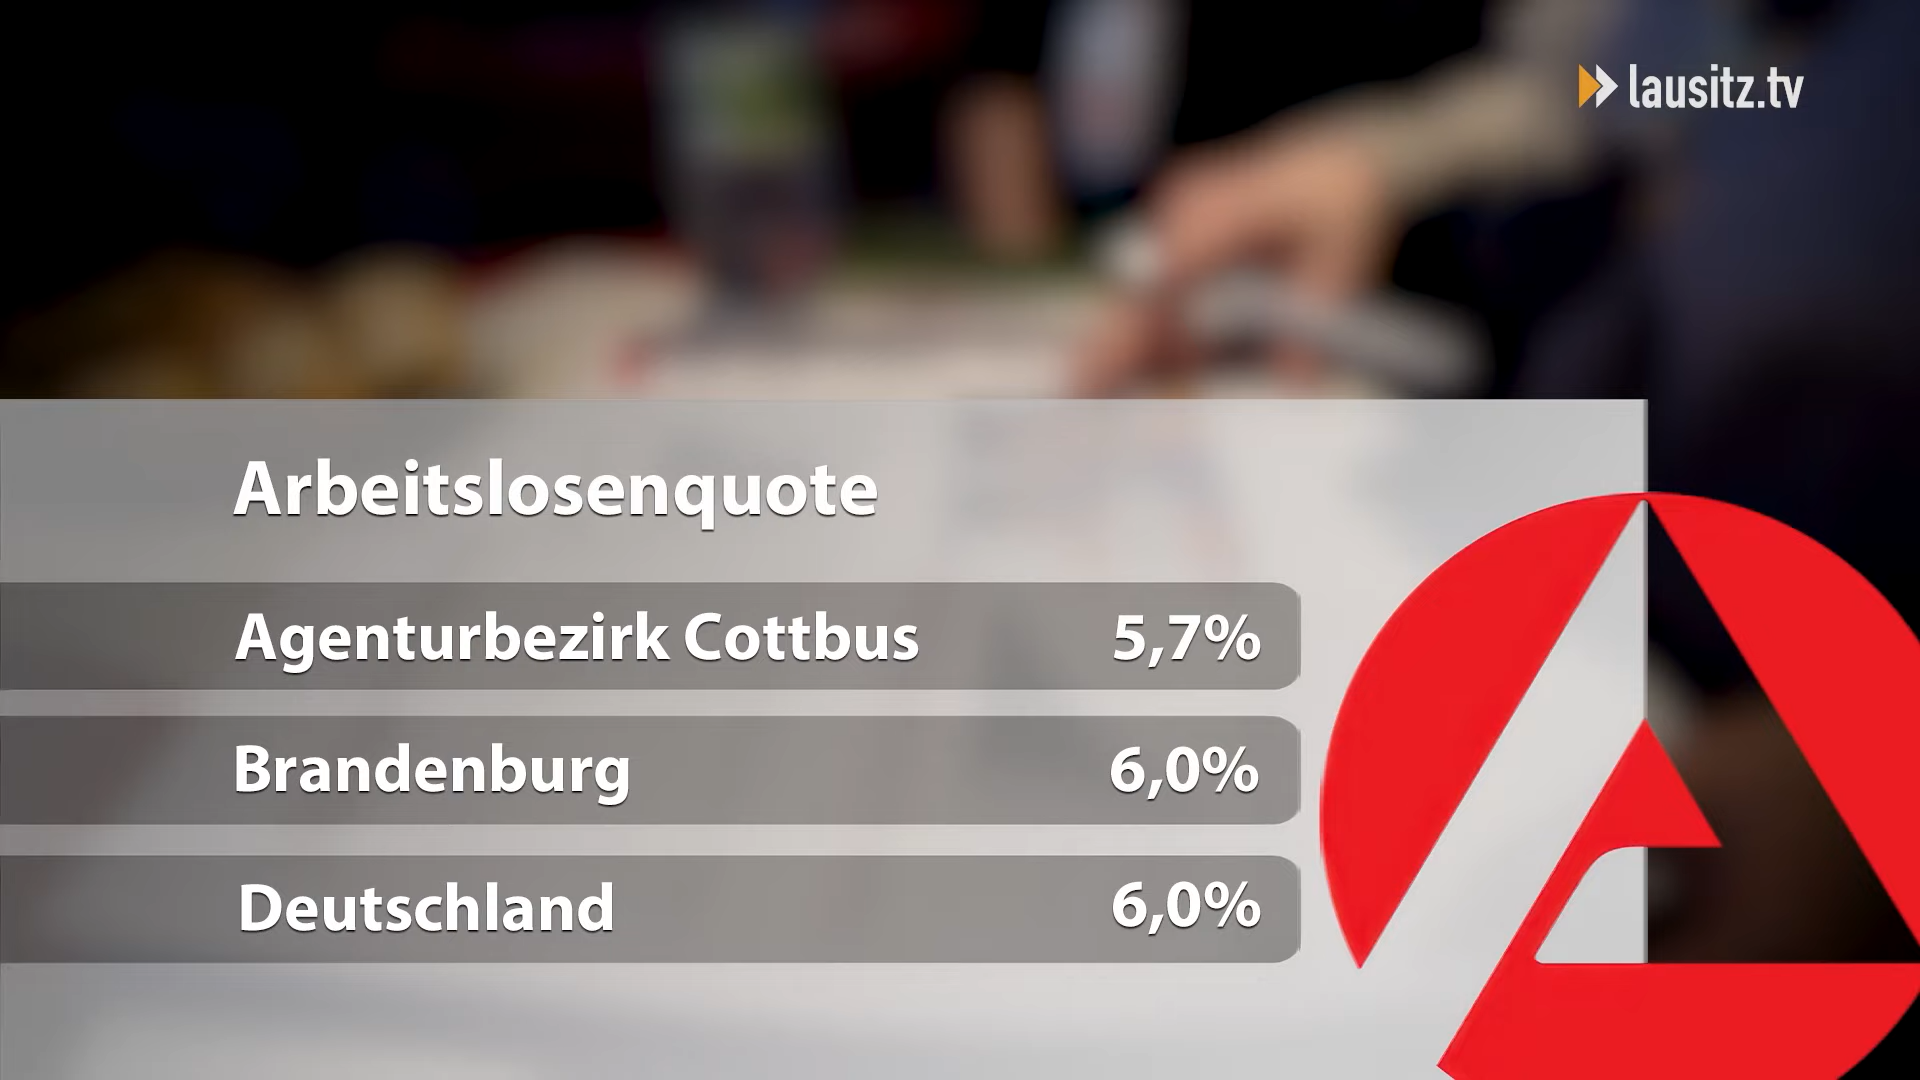 lausitz.tv
Arbeitslosenquote
Agenturbezirk Cottbus 5,7%
Brandenburg 6,0%
Deutschland 6,0%